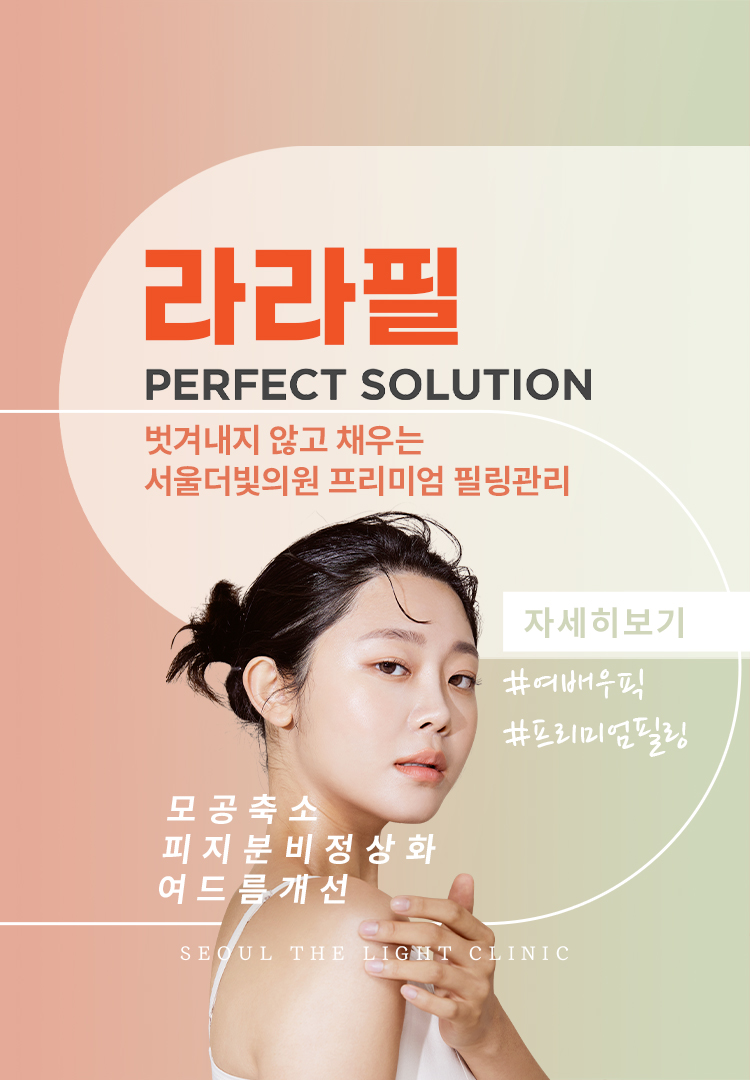 라라필
PERFECT SOLUTION
벗겨내지 않고 채우는
서울더빛의원 프리미엄 필링관리
자세히보기
#여배우픽
#프리미엄필링
모공축소
피지분비정상화
여드름개선
SEOUL THE LIGHT CLINIC